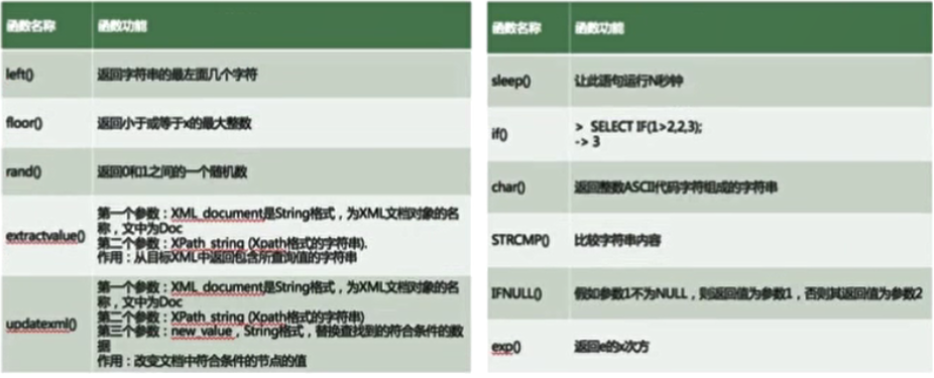 函数名称 函数功能
left() 返回字符串的最左面几个字符
floor() 返回小于或等于x的最大整数
rand() 返回0和1之间的一个随机数
extractvalue() 第一个参数：XML_document是String格式，为XML文档对象的名
称，文中为Doc
第二个参数：XPath_string (Xpath格式的字符串).
作用：从目标XML中返回包含所查询值的字符串
updatexml() 第一个参数：XML_document是String格式，为XML文档对象的名
称，文中为Doc
第二个参数：XPath_string (Xpath格式的字符串)
第三个参数：new_value，String格式，替换查找到的符合条件的数
据
作用：改变文档中符合条件的节点的值
函数名称 函数功能
sleep() 让此语句运行N秒钟
if() > SELECT IF(1>2,2,3);
-> 3
char() 返回整数ASCII代码字符组成的字符串
STRCMP() 比较字符串内容
IFNULL() 假如参数1不为NULL，则返回值为参数1，否则其返回值为参数2
exp() 返回e的x次方